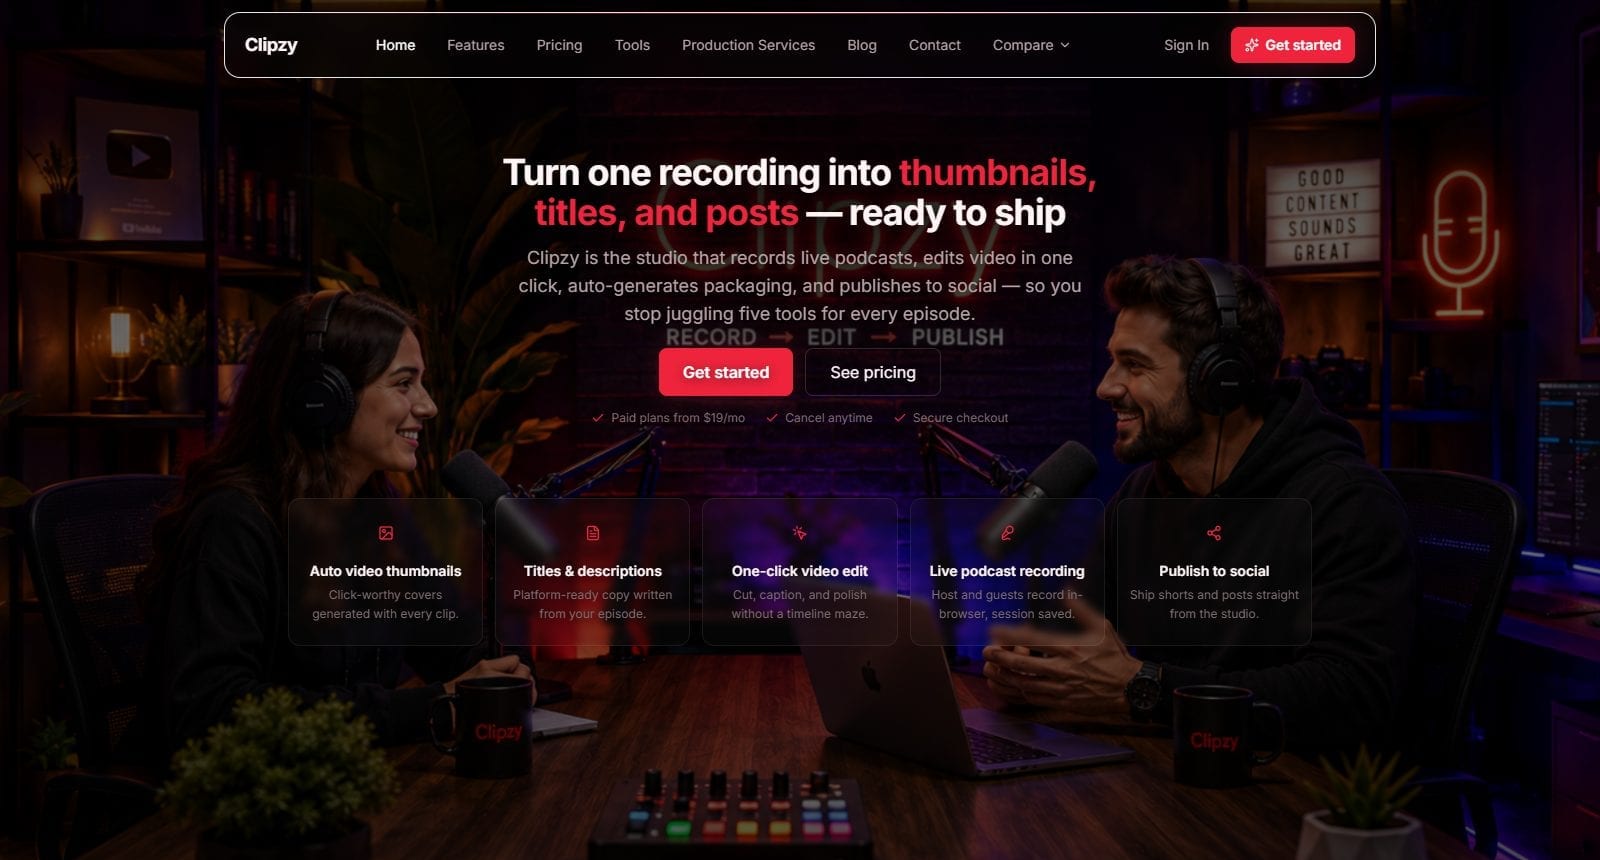 Clipzy
Home
Features
Pricing
Tools
Production Services
Blog
Contact
Compare
Sign In
Get started
Turn one recording into thumbnails,
titles, and posts — ready to ship
Clipzy is the studio that records live podcasts, edits video in one
click, auto-generates packaging, and publishes to social — so you
stop juggling five tools for every episode.
Clipzy
RECORD → EDIT → PUBLISH
GOOD
CONTENT
SOUNDS
GREAT
Get started
See pricing
Paid plans from $19/mo
Cancel anytime
Secure checkout
Auto video thumbnails
Click-worthy covers
generated with every clip.
Titles & descriptions
Platform-ready copy written
from your episode.
One-click video edit
Cut, caption, and polish
without a timeline maze.
Live podcast recording
Host and guests record in-
browser, session saved.
Publish to social
Ship shorts and posts straight
from the studio.
Clipzy
Clipzy